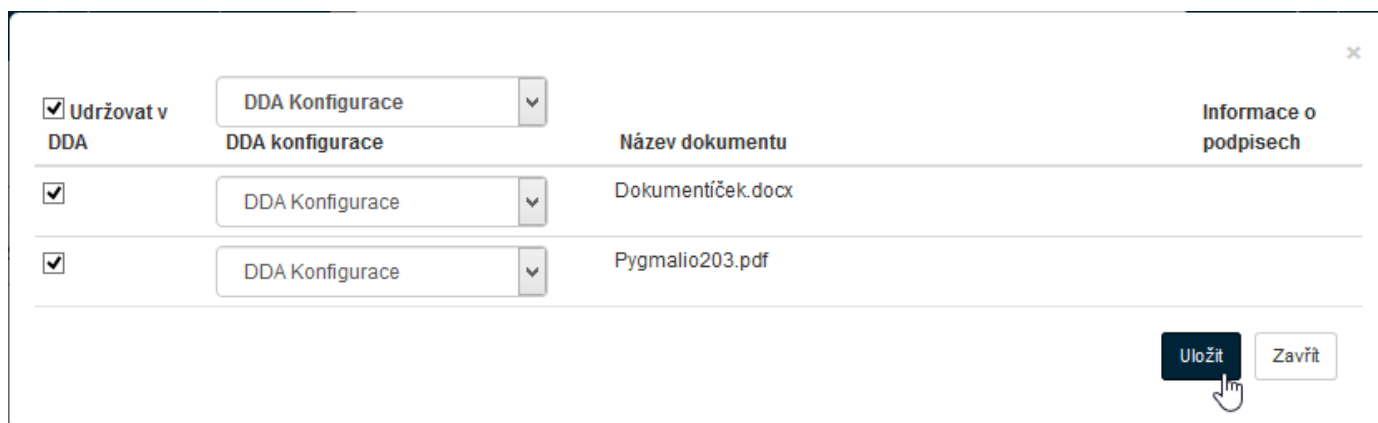 ×
DDA Konfigurace
Udržovat v DDA
DDA konfigurace
Název dokumentu
Informace o podpisech
DDA Konfigurace
Dokumentíček.docx
DDA Konfigurace
Pygmalio203.pdf
Uložit
Zavřít